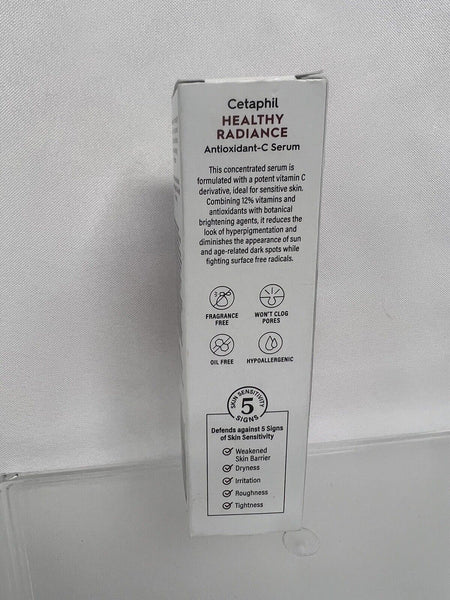 Cetaphil
HEALTHY
RADIANCE
Antioxidant-C Serum
This concentrated serum is
formulated with a potent vitamin C
derivative, ideal for sensitive skin.
Combining 12% vitamins and
antioxidants with botanical
brightening agents, it reduces the
look of hyperpigmentation and
diminishes the appearance of sun
and age-related dark spots while
fighting surface free radicals.
FRAGRANCE
FREE
WON'T CLOG
PORES
OIL FREE
HYPOALLERGENIC
SKIN SENSITIVITY
5
SIGNS
Defends against 5 Signs
of Skin Sensitivity
Weakened
Skin Barrier
Dryness
Irritation
Roughness
Tightness